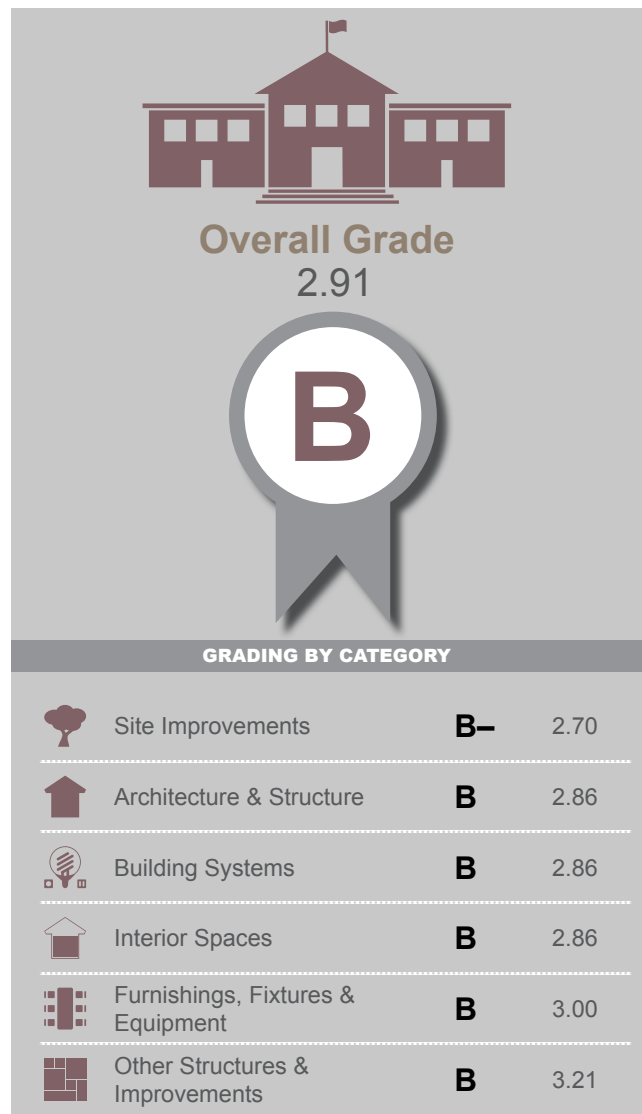 Overall Grade
2.91
B
GRADING BY CATEGORY
Site Improvements B– 2.70
Architecture & Structure B 2.86
Building Systems B 2.86
Interior Spaces B 2.86
Furnishings, Fixtures &
Equipment B 3.00
Other Structures &
Improvements B 3.21